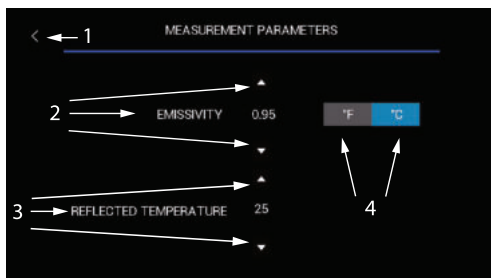 < 1 MEASUREMENT PARAMETERS
2 EMISSIVITY 0.95 °F °C
3 REFLECTED TEMPERATURE 25 4